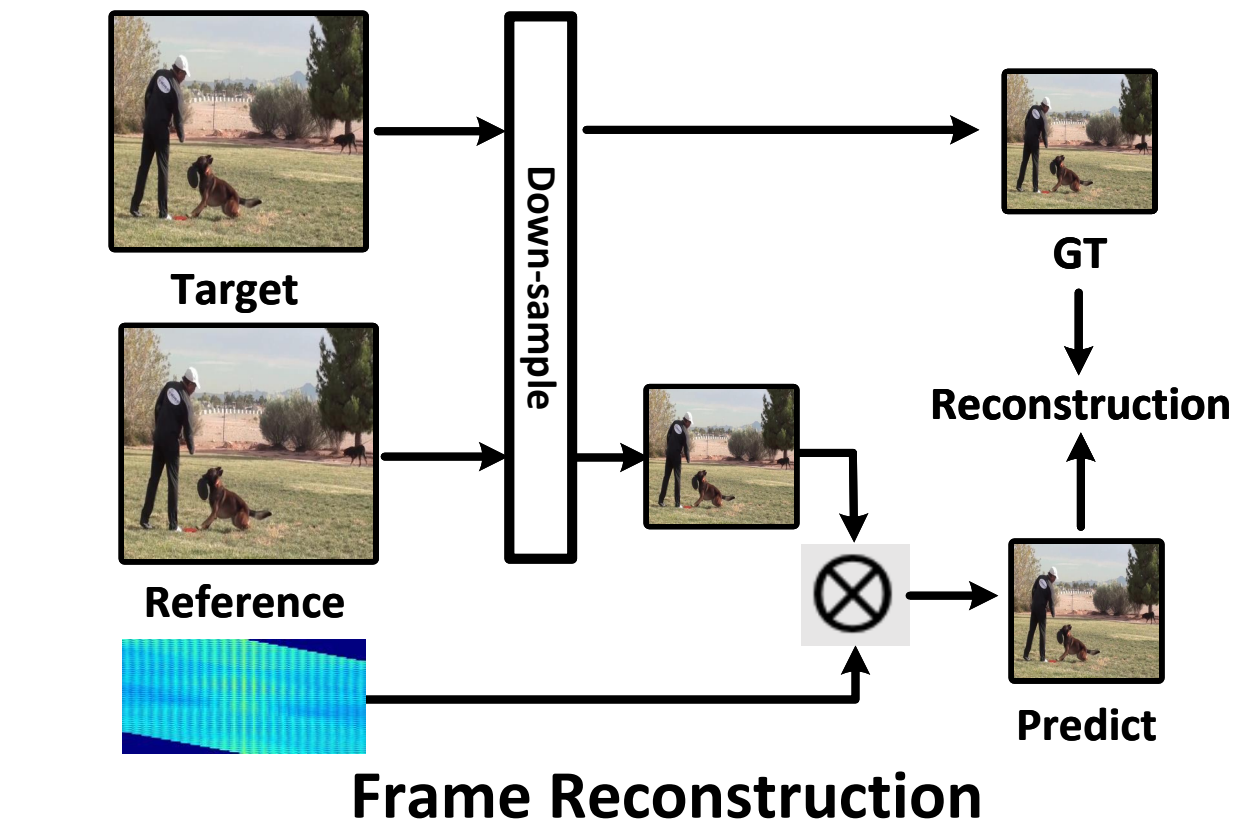 Target
Down-sample
GT
Reconstruction
Reference
Predict
Frame Reconstruction